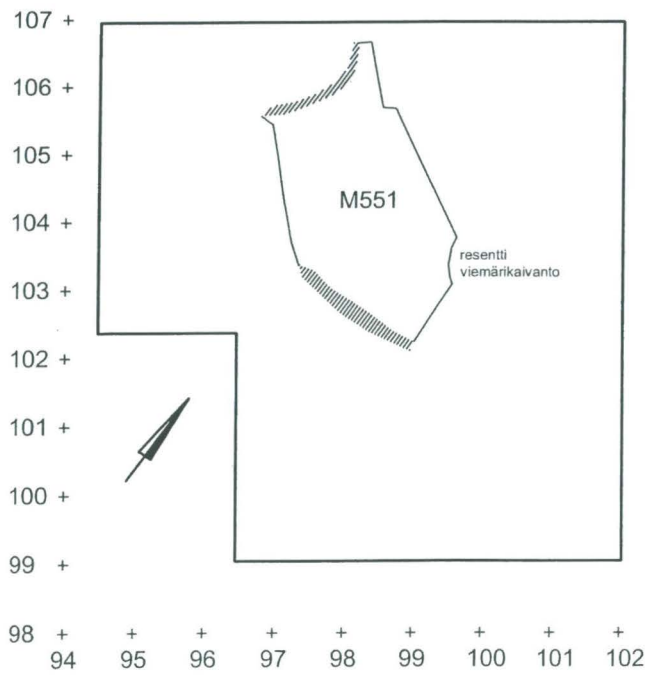 107 +
106 +
105 +
M551
104 +
resentti
viemärikaivanto
103 +
102 +
101 +
100 +
99 +
98 + + + + + + + + +
94 95 96 97 98 99 100 101 102